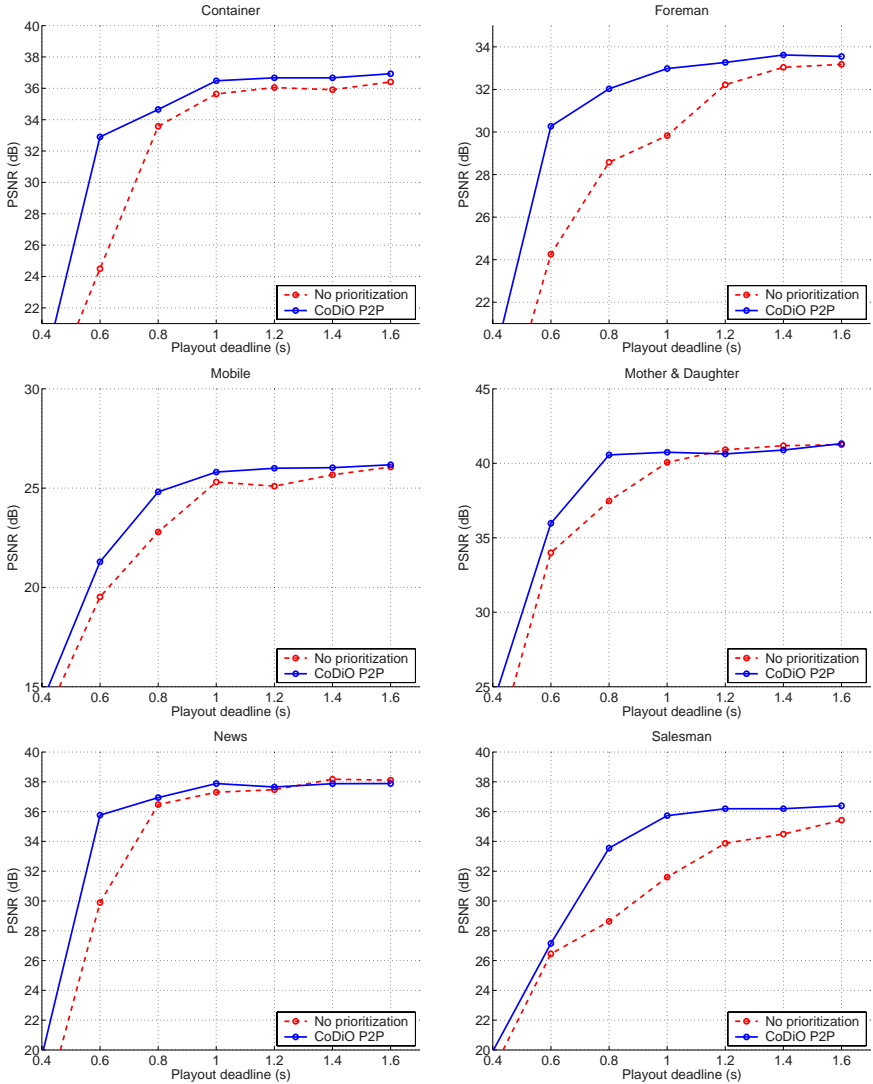 Container
40
38
36
34
32
30
28
26
24
22
PSNR (dB)
0.4 0.6 0.8 1 1.2 1.4 1.6
Playout deadline (s)
No prioritization
CoDiO P2P
Foreman
34
32
30
28
26
24
22
PSNR (dB)
0.4 0.6 0.8 1 1.2 1.4 1.6
Playout deadline (s)
No prioritization
CoDiO P2P
Mobile
30
25
20
15
PSNR (dB)
0.4 0.6 0.8 1 1.2 1.4 1.6
Playout deadline (s)
No prioritization
CoDiO P2P
Mother & Daughter
45
40
35
30
25
PSNR (dB)
0.4 0.6 0.8 1 1.2 1.4 1.6
Playout deadline (s)
No prioritization
CoDiO P2P
News
40
38
36
34
32
30
28
26
24
22
20
PSNR (dB)
0.4 0.6 0.8 1 1.2 1.4 1.6
Playout deadline (s)
No prioritization
CoDiO P2P
Salesman
40
38
36
34
32
30
28
26
24
22
20
PSNR (dB)
0.4 0.6 0.8 1 1.2 1.4 1.6
Playout deadline (s)
No prioritization
CoDiO P2P